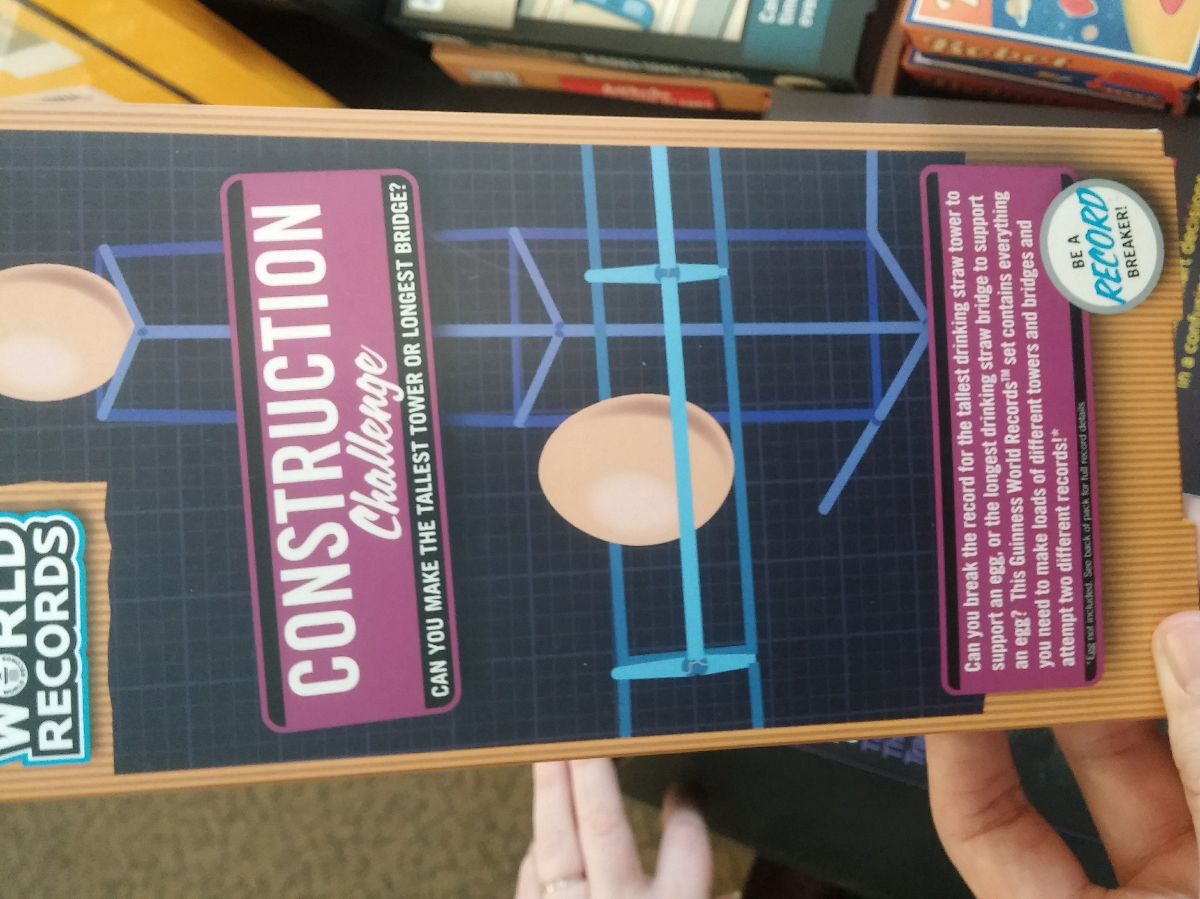 WORLD
RECORDS
CONSTRUCTION
Challenge
CAN YOU MAKE THE TALLEST TOWER OR LONGEST BRIDGE?
Can you break the record for the tallest drinking straw tower to
support an egg, or the longest drinking straw bridge to support
an egg? This Guinness World Records™ set contains everything
you need to make loads of different towers and bridges and
attempt two different records!*
*Egg not included. See back of pack for full record details
BE A
RECORD
BREAKER!